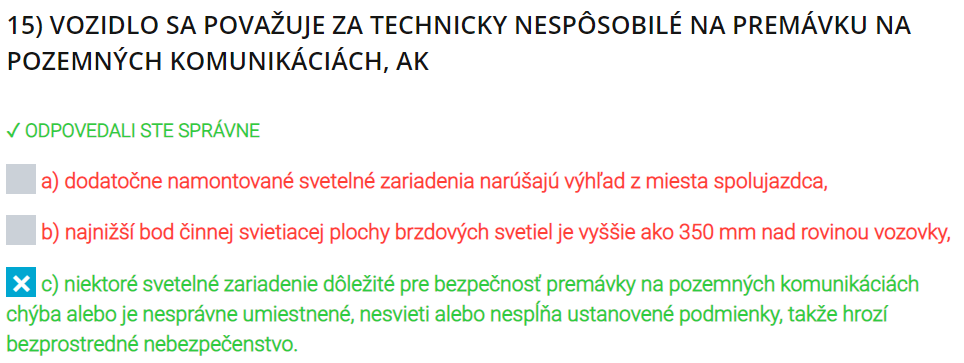 15) VOZIDLO SA POVAŽUJE ZA TECHNICKY NESPÔSOBILÉ NA PREMÁVKU NA
POZEMNÝCH KOMUNIKÁCIÁCH, AK
✓ ODPOVEDALI STE SPRÁVNE
a) dodatočne namontované svetelné zariadenia narúšajú výhľad z miesta spolujazdca,
b) najnižší bod činnej svietiacej plochy brzdových svetiel je vyššie ako 350 mm nad rovinou vozovky,
c) niektoré svetelné zariadenie dôležité pre bezpečnosť premávky na pozemných komunikáciách
chýba alebo je nesprávne umiestnené, nesvieti alebo nespĺňa ustanovené podmienky, takže hrozí
bezprostredné nebezpečenstvo.